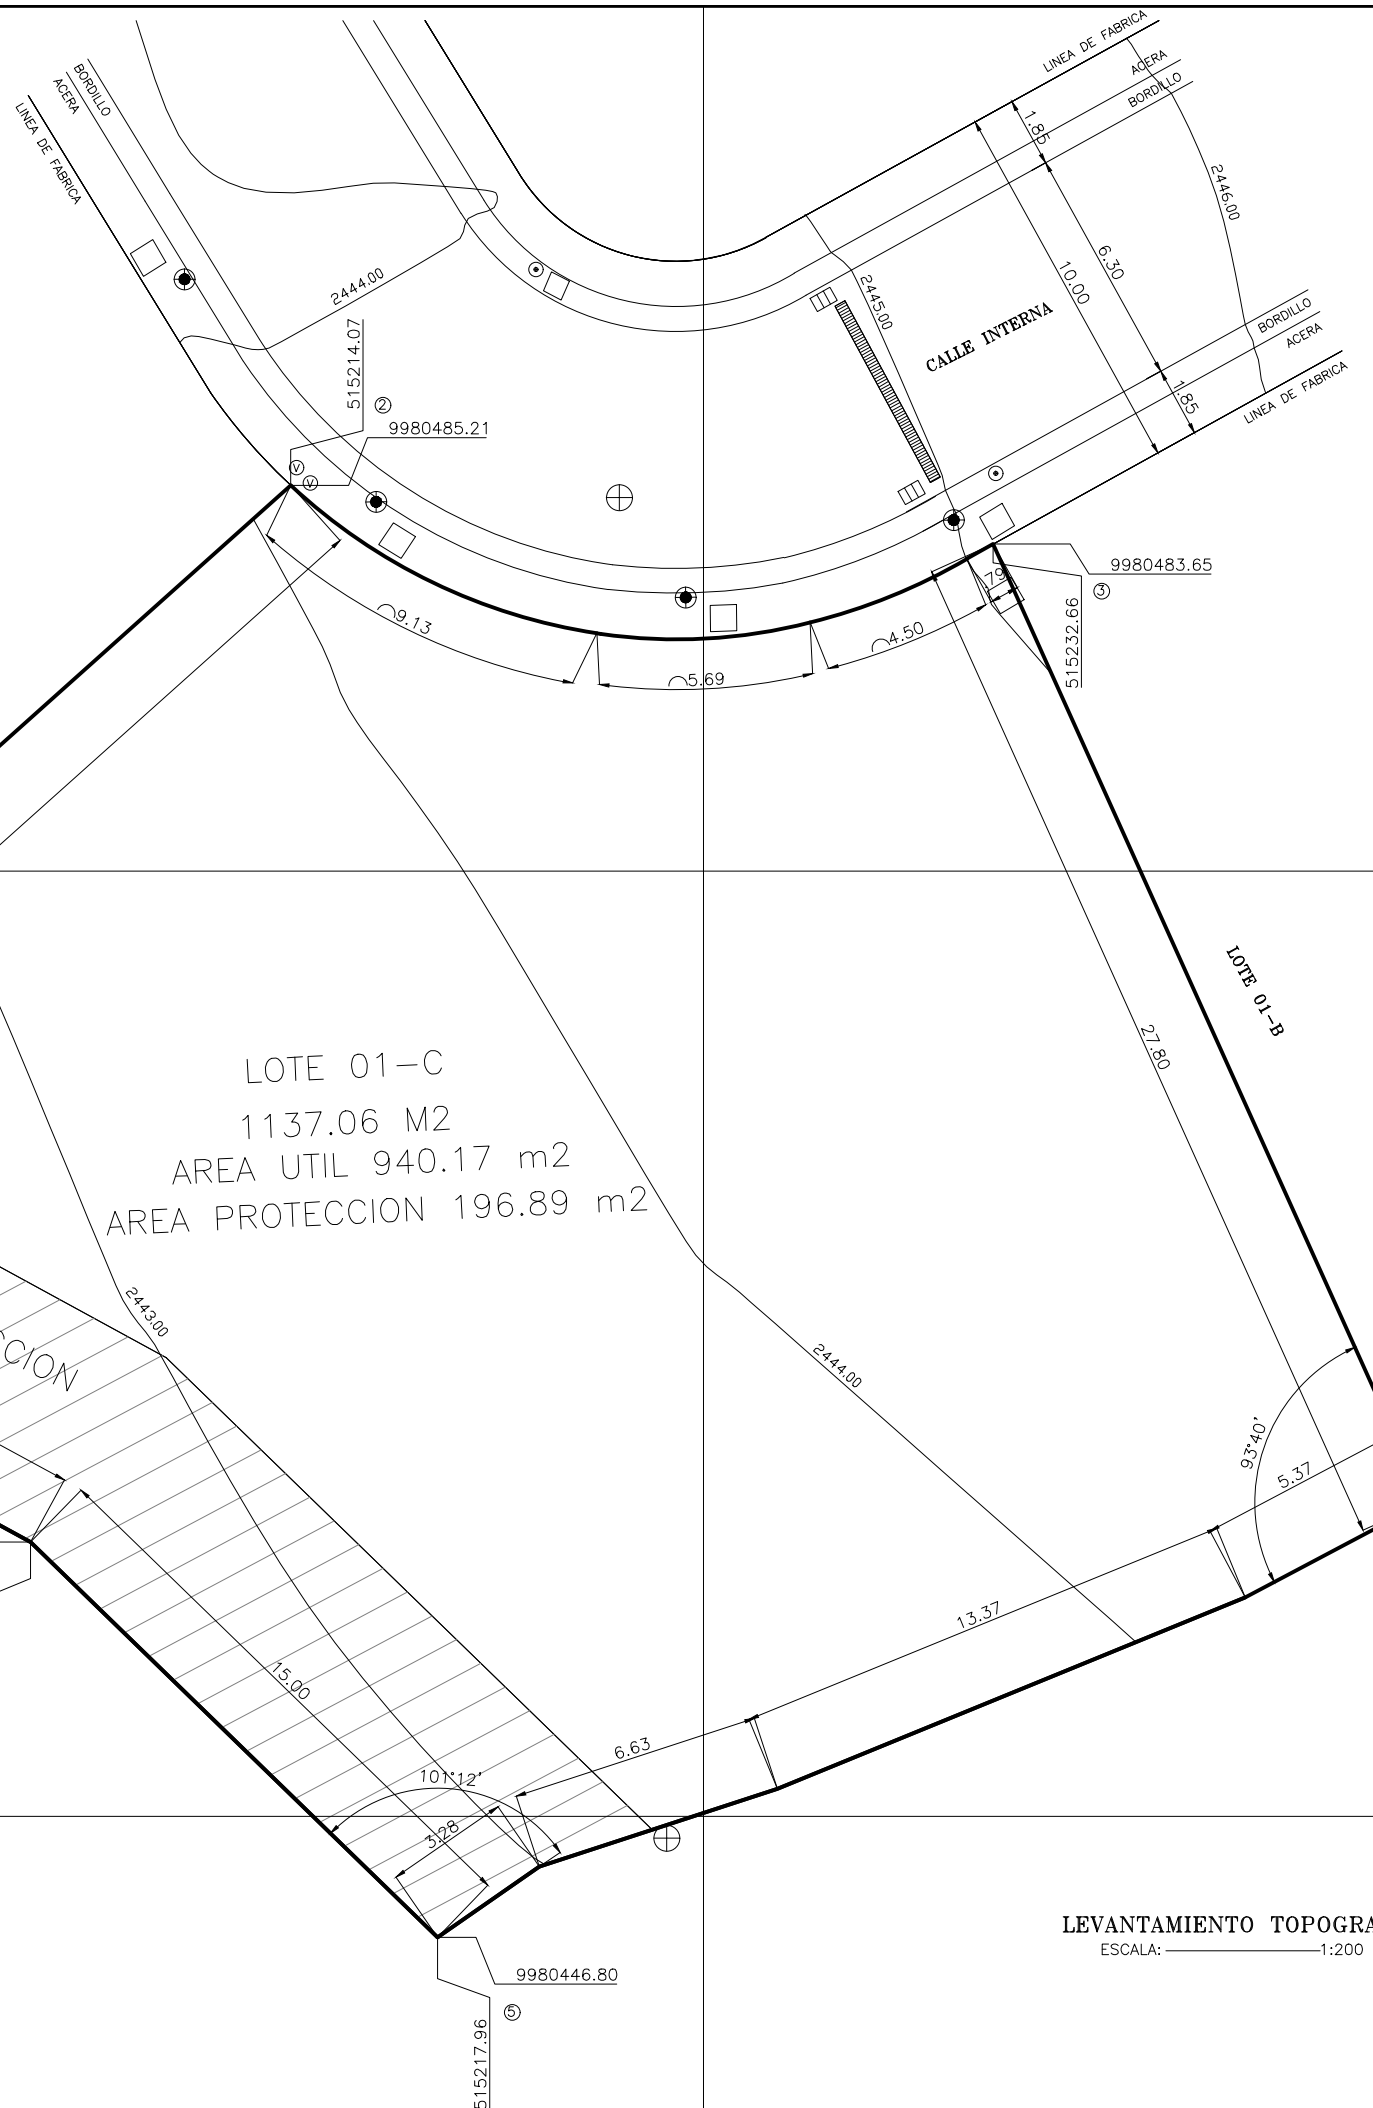 LINEA DE FABRICA
ACERA
BORDILLO
BORDILLO
ACERA
LINEA DE FABRICA
1.85
2446.00
6.30
10.00
2444.00
2445.00
CALLE INTERNA
BORDILLO
ACERA
LINEA DE FABRICA
1.85
515214.07
2
9980485.21
V
V
9980483.65
3
515232.66
.79
9.13
4.50
5.69
LOTE 01-B
27.80
LOTE 01-C
1137.06 M2
AREA UTIL 940.17 m2
AREA PROTECCION 196.89 m2
2443.00
CCION
2444.00
93°40'
5.37
13.37
15.00
6.63
101°12'
3.28
LEVANTAMIENTO TOPOGRA
ESCALA: 1:200
9980446.80
5
515217.96